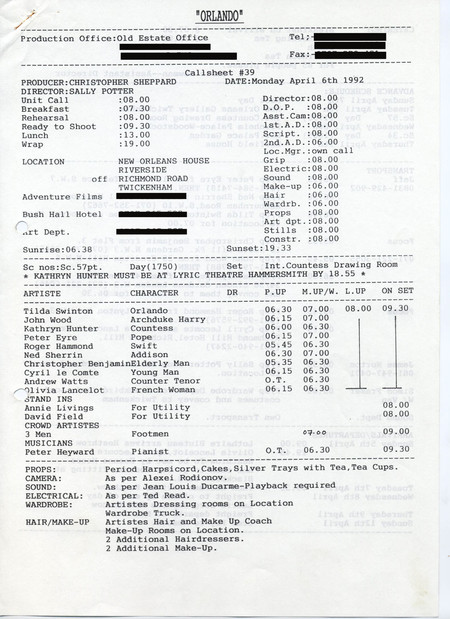 "ORLANDO"
Production Office:Old Estate Office Tel;-
Fax:-
Callsheet #39
PRODUCER:CHRISTOPHER SHEPPARD DATE:Monday April 6th 1992
DIRECTOR:SALLY POTTER
Unit Call :08.00 Director:08.00
Breakfast :07.30 D.O.P. :08.00
Rehearsal :08.00 Asst.Cam:08.00
Ready to Shoot :09.30 1st.A.D.:08.00
Lunch :13.00 Script. :08.00
Wrap :19.00 2nd.A.D.:06.00
Loc.Mgr.:own call
LOCATION NEW ORLEANS HOUSE Grip :08.00
RIVERSIDE Electric:08.00
off RICHMOND ROAD Sound :08.00
TWICKENHAM Make-up :06.00
Adventure Films Hair :06.00
Wardrb. :06.00
Bush Hall Hotel Props :08.00
Art dpt.:08.00
Art Dept. Stills :08.00
Constr. :08.00
Sunrise:06.38 Sunset:19.33
Sc nos:Sc.57pt. Day(1750) Set Int.Countess Drawing Room
* KATHRYN HUNTER MUST BE AT LYRIC THEATRE HAMMERSMITH BY 18.55 *
ARTISTE CHARACTER DR P.UP M.UP/W. L.UP ON SET
Tilda Swinton Orlando 06.30 07.00 08.00 09.30
John Wood Archduke Harry 06.15 07.00
Kathryn Hunter Countess 06.00 06.30
Peter Eyre Pope 06.15 07.00
Roger Hammond Swift 05.45 06.30
Ned Sherrin Addison 06.30 07.00
Christopher BenjaminElderly Man 05.35 06.30
Cyril le Comte Young Man 06.15 06.30
Andrew Watts Counter Tenor O.T. 06.30
Olivia Lancelot French Woman 06.15 06.30
STAND INS
Annie Livings For Utility 08.00
David Field For Utility 08.00
CROWD ARTISTES
3 Men Footmen 07.00 09.00
MUSICIANS
Peter Heyward Pianist O.T. 06.30 09.30
PROPS: Period Harpsicord,Cakes,Silver Trays with Tea,Tea Cups.
CAMERA: As per Alexei Rodionov.
SOUND: As per Jean Louis Ducarme-Playback required
ELECTRICAL: As per Ted Read.
WARDROBE: Artistes Dressing rooms on Location
Wardrobe Truck.
HAIR/MAKE-UP Artistes Hair and Make Up Coach
Make-Up Rooms on Location.
2 Additional Hairdressers.
2 Additional Make-Up.